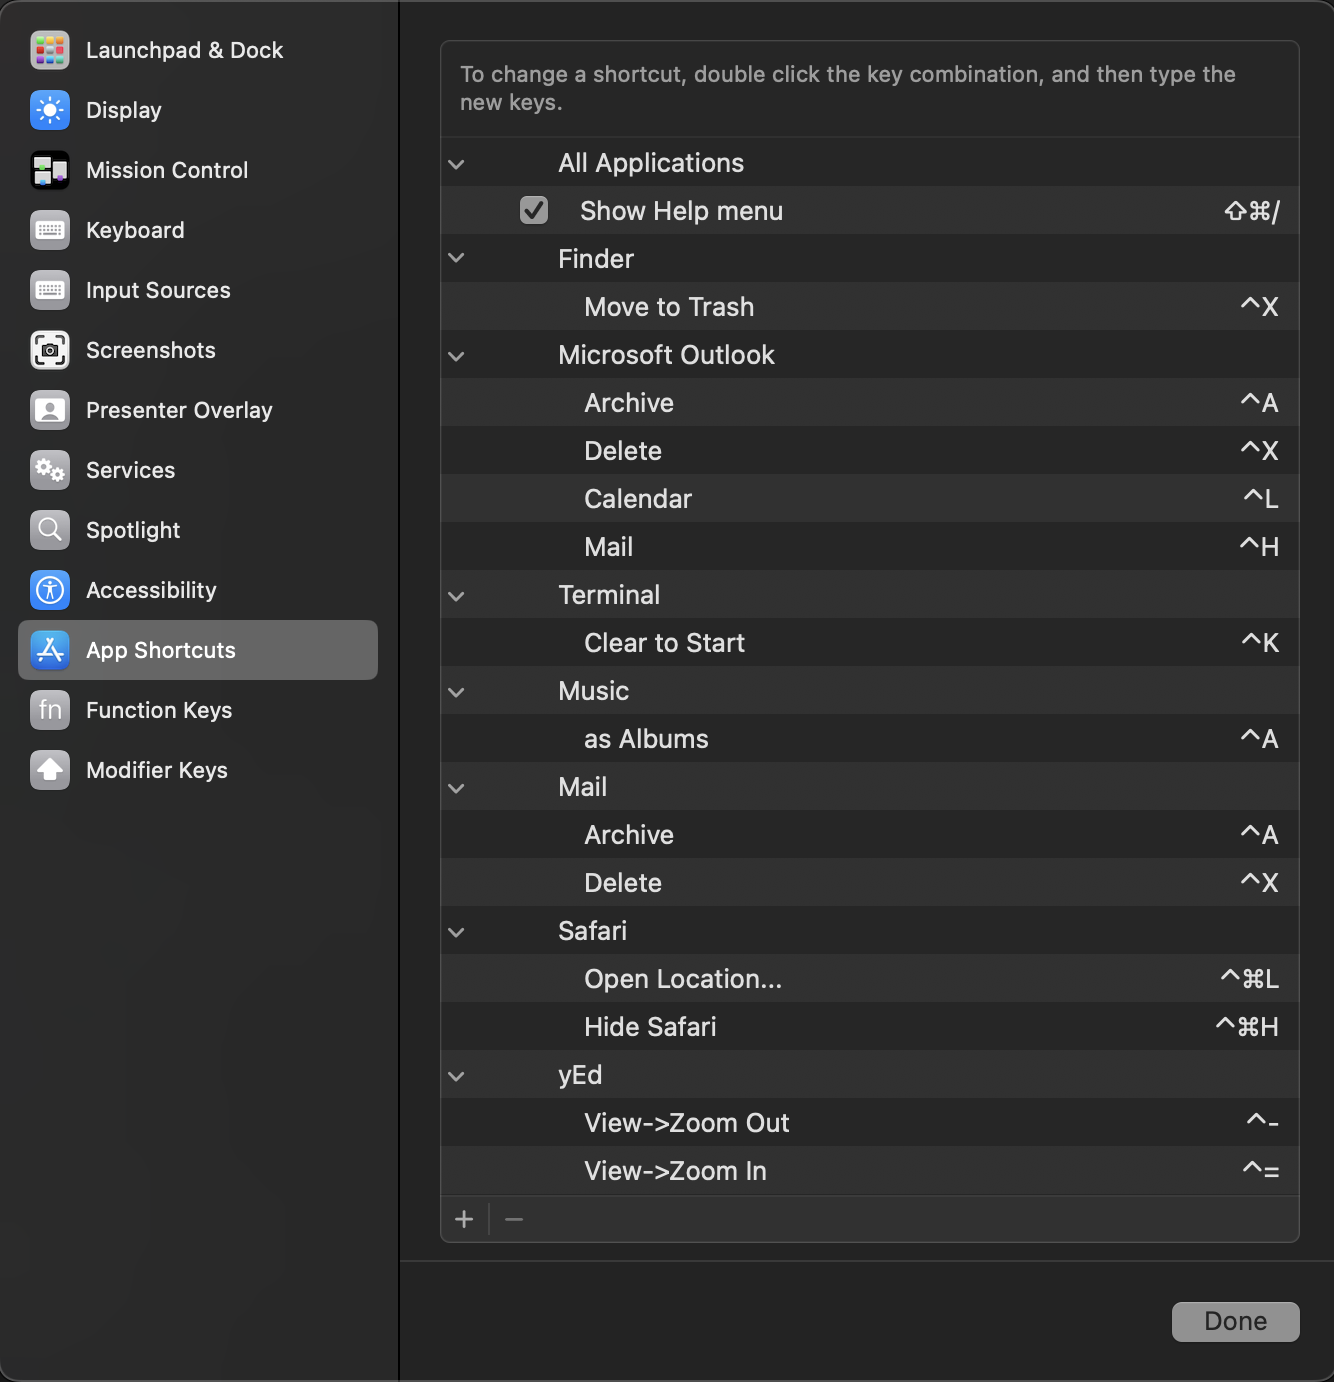 Launchpad & Dock
Display
Mission Control
Keyboard
Input Sources
Screenshots
Presenter Overlay
Services
Spotlight
Accessibility
App Shortcuts
fn Function Keys
Modifier Keys
To change a shortcut, double click the key combination, and then type the
new keys.
All Applications
Show Help menu ⇧⌘/
Finder
Move to Trash ^X
Microsoft Outlook
Archive ^A
Delete ^X
Calendar ^L
Mail ^H
Terminal
Clear to Start ^K
Music
as Albums ^A
Mail
Archive ^A
Delete ^X
Safari
Open Location... ^⌘L
Hide Safari ^⌘H
yEd
View->Zoom Out ^-
View->Zoom In ^=
Done